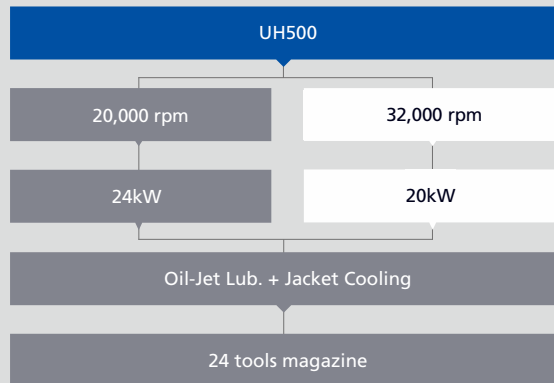 UH500
20,000 rpm
32,000 rpm
24kW
20kW
Oil-Jet Lub. + Jacket Cooling
24 tools magazine